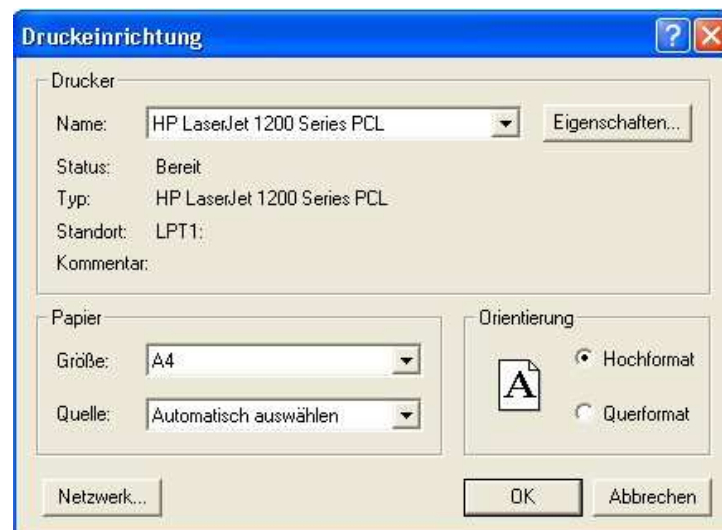 Druckeinrichtung
Drucker
Name: HP LaserJet 1200 Series PCL Eigenschaften...
Status: Bereit
Typ: HP LaserJet 1200 Series PCL
Standort: LPT1:
Kommentar:
Papier
Größe: A4
Quelle: Automatisch auswählen
Orientierung
A
Hochformat
Querformat
Netzwerk... OK Abbrechen